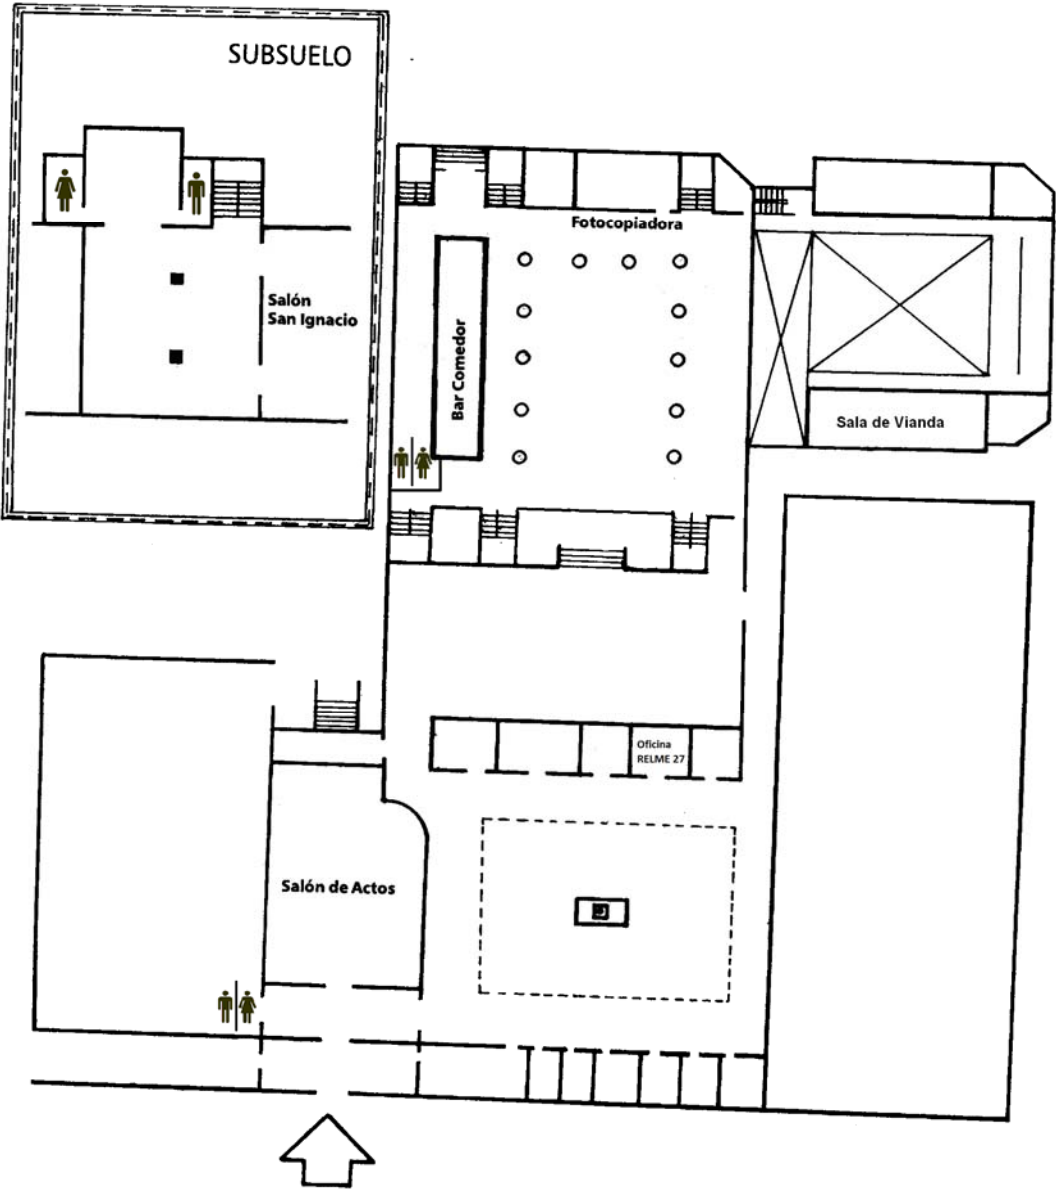 SUBSUELO
Salón
San Ignacio
Fotocopiadora
Bar Comedor
Sala de Vianda
Oficina
RELME 27
Salón de Actos